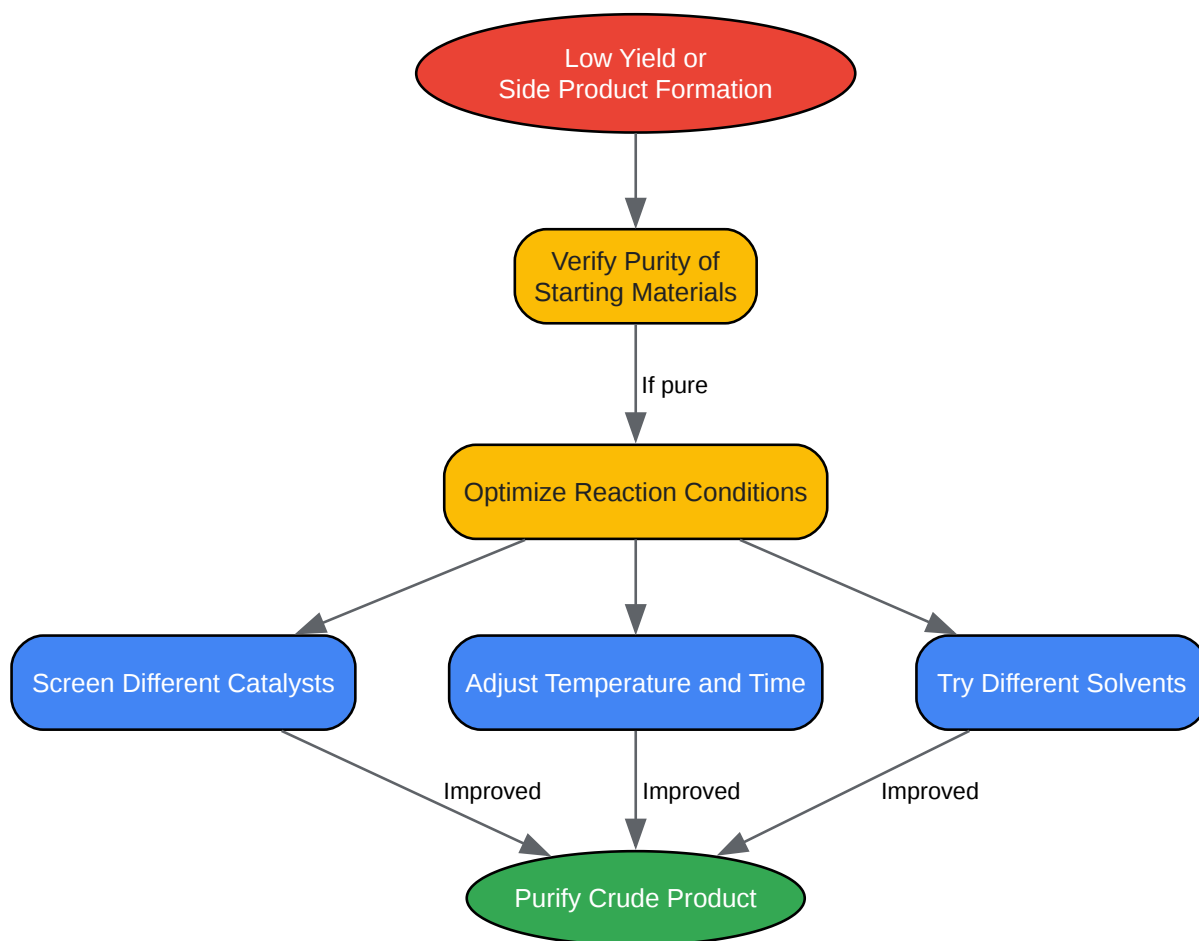 Low Yield or
Side Product Formation
Verify Purity of
Starting Materials
If pure
Optimize Reaction Conditions
Screen Different Catalysts
Adjust Temperature and Time
Try Different Solvents
Improved
Improved
Improved
Purify Crude Product